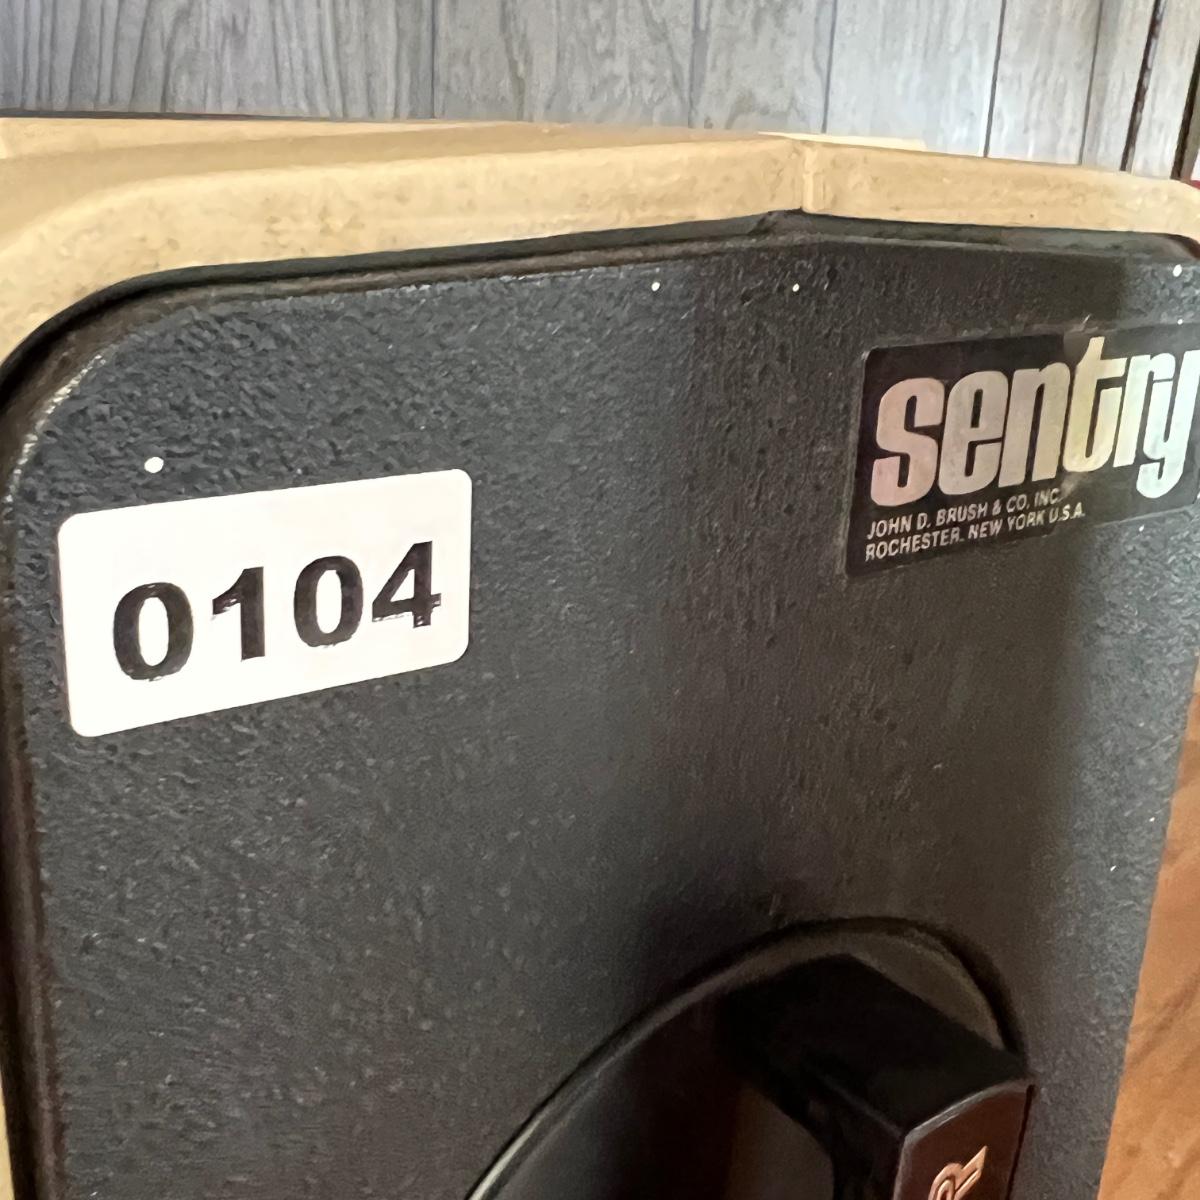 0104
sentry
JOHN D. BRUSH & CO. INC.
ROCHESTER, NEW YORK U.S.A.